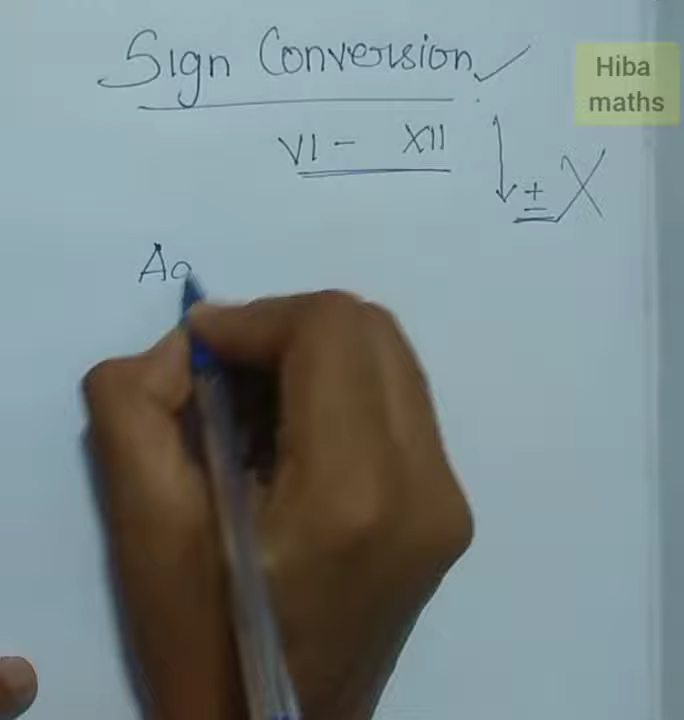 Sign Conversion ✓
VI - XII
± X
Hiba
maths